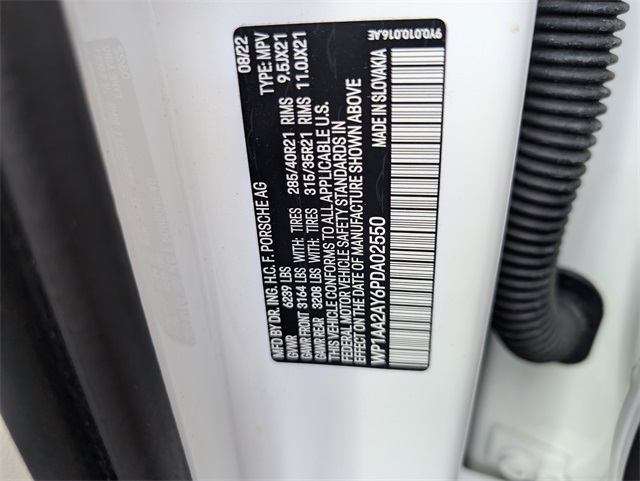 MFD BY DR. ING. H.C. F. PORSCHE AG 08/22
GVWR 6239 LBS TYPE: MPV
GAWR FRONT 3164 LBS WITH: TIRES 285/40R21 RIMS 9.5JX21
GAWR REAR 3208 LBS WITH: TIRES 315/35R21 RIMS 11.0JX21
THIS VEHICLE CONFORMS TO ALL APPLICABLE U.S.
FEDERAL MOTOR VEHICLE SAFETY STANDARDS IN
EFFECT ON THE DATE OF MANUFACTURE SHOWN ABOVE
WP1AA2AY6PDA02550 MADE IN SLOVAKIA
9Y0.010.016.AE